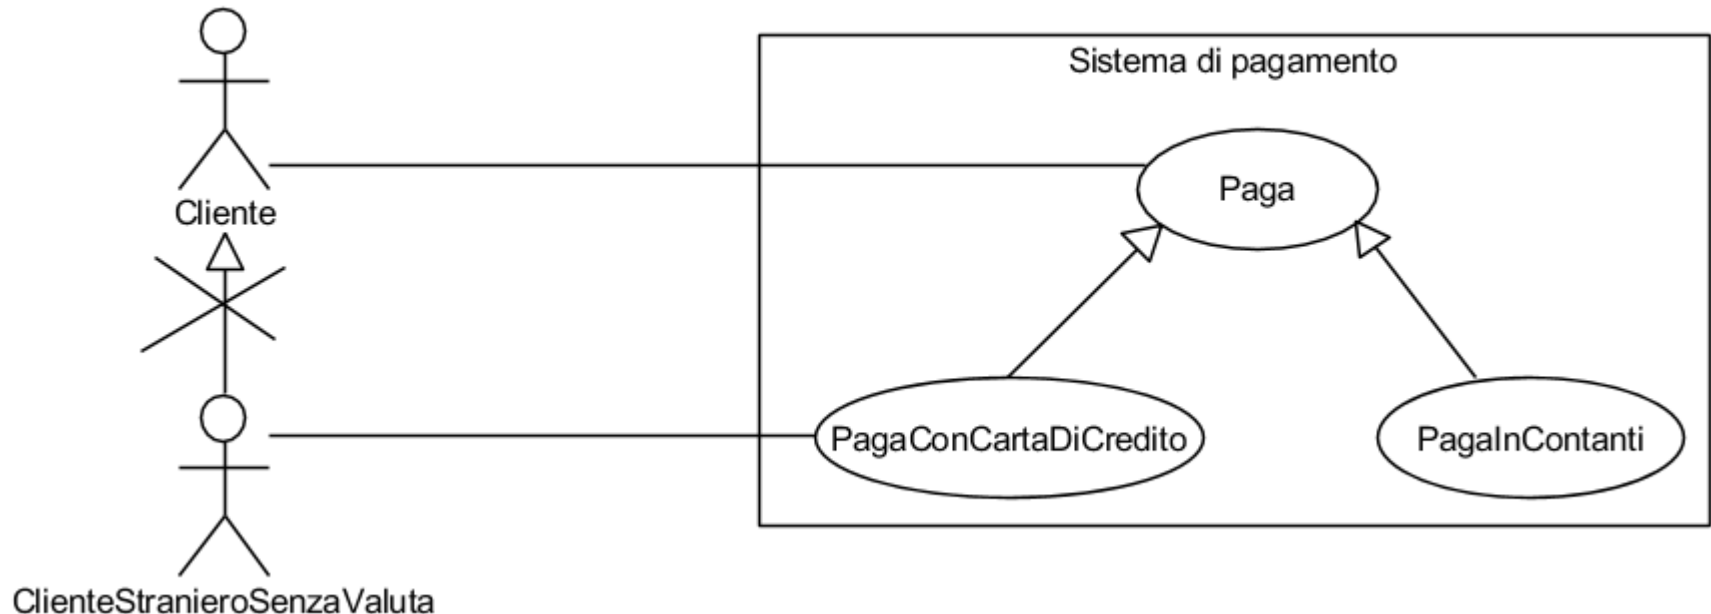 Sistema di pagamento
Paga
Cliente
PagaConCartaDiCredito
PagaInContanti
ClienteStranieroSenzaValuta